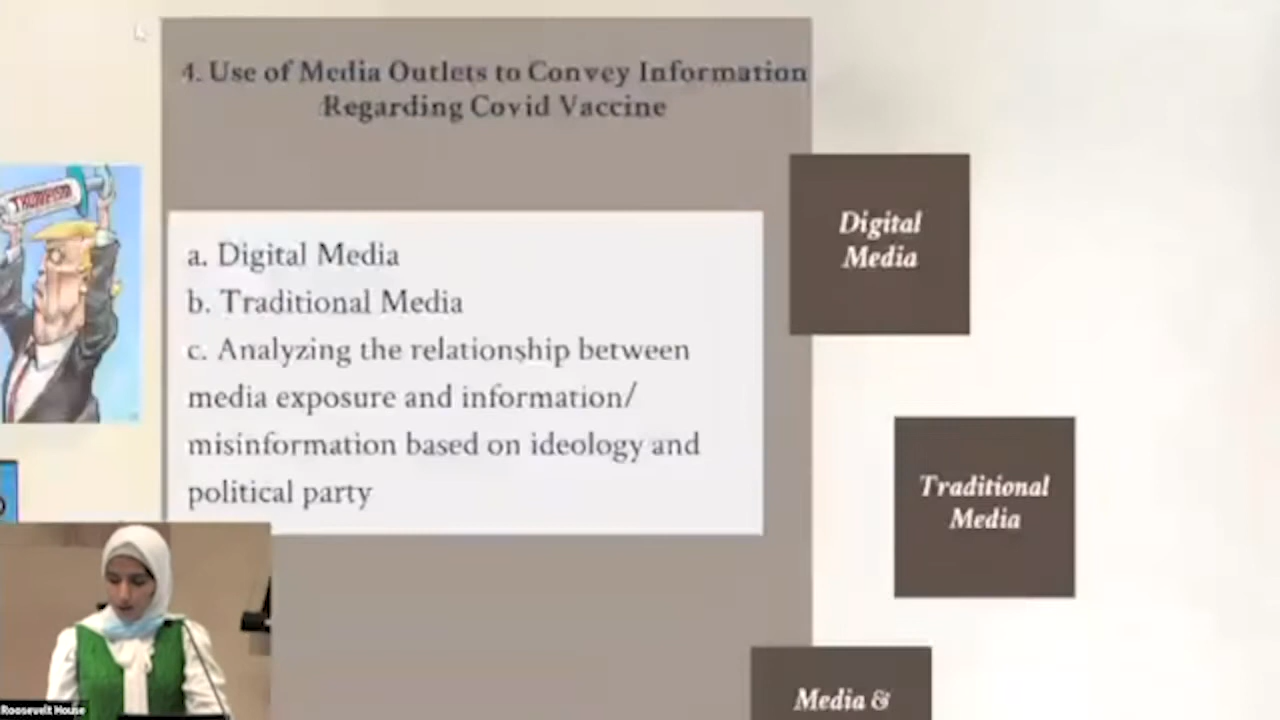 4. Use of Media Outlets to Convey Information
Regarding Covid Vaccine
TRUMPISM
a. Digital Media
b. Traditional Media
c. Analyzing the relationship between
media exposure and information/
misinformation based on ideology and
political party
Digital
Media
Traditional
Media
Media &
Roosevelt House